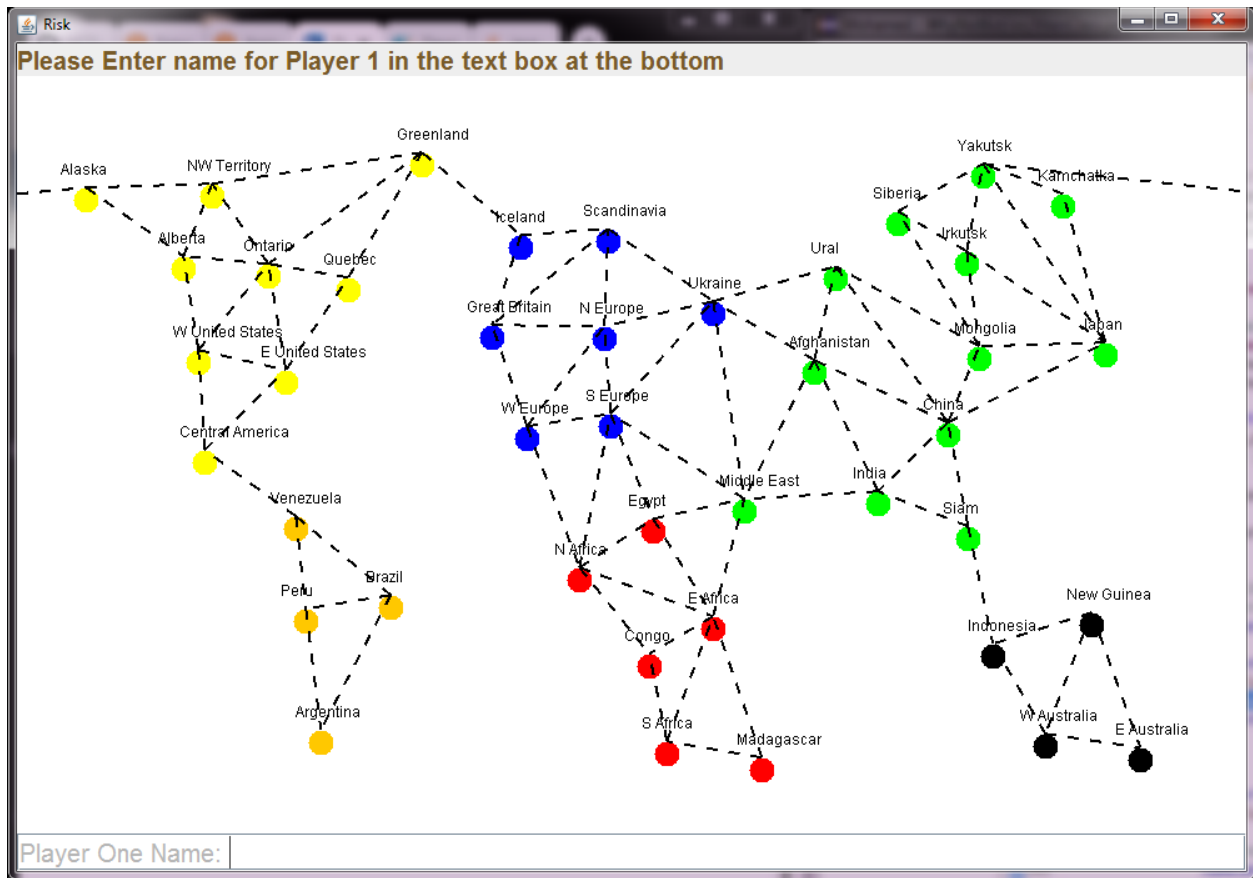 Risk
Please Enter name for Player 1 in the text box at the bottom
Greenland
Yakutsk
NW Territory
Alaska
Kamchatka
Siberia
Scandinavia
Iceland
Irkutsk
Alberta
Ontario
Ural
Quebec
Ukraine
Great Britain
N Europe
Mongolia
Japan
W United States
Afghanistan
E United States
S Europe
W Europe
China
Central America
India
Middle East
Venezuela
Egypt
Siam
N Africa
Brazil
Peru
New Guinea
E Africa
Indonesia
Congo
Argentina
W Australia
S Africa
E Australia
Madagascar
Player One Name: